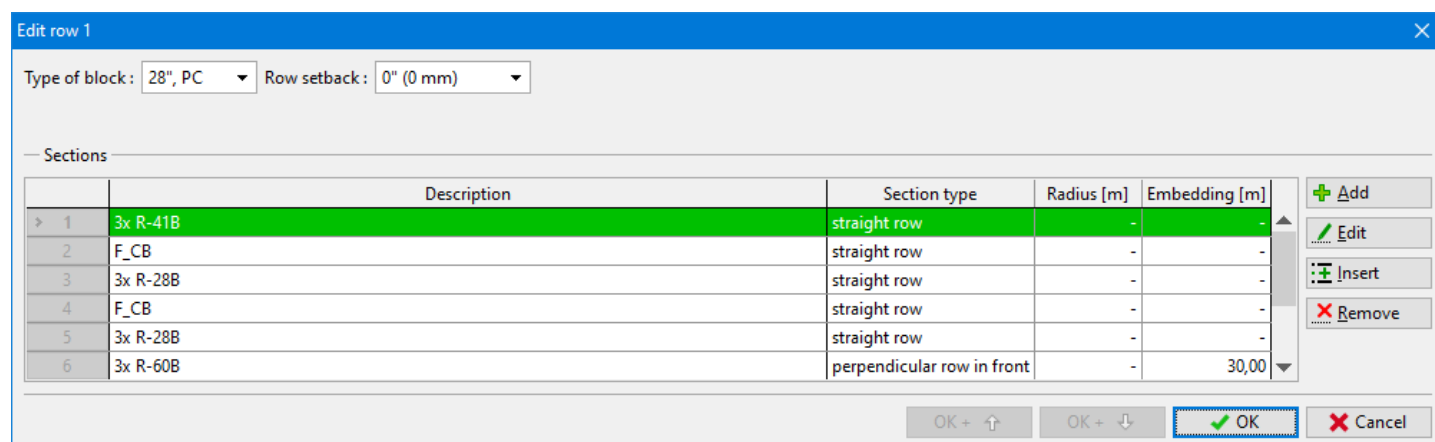 Edit row 1
Type of block : 28", PC Row setback : 0" (0 mm)
Sections
Description Section type Radius [m] Embedding [m] Add
> 1 3x R-41B straight row - -
Edit
2 F_CB straight row - -
3 3x R-28B straight row - - Insert
4 F_CB straight row - - Remove
5 3x R-28B straight row - -
6 3x R-60B perpendicular row in front - 30,00
OK + OK + OK Cancel